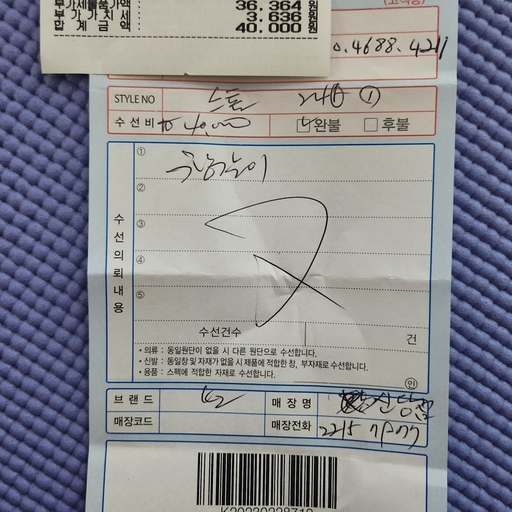 부가세물품가액 36.364 원
부 가 가 치 세 3.636 원
합 계 금 액 40.000 원
0.4688.4211
STYLE NO
수 선 비 ₩ 40,000 완불 후불
수선의뢰내용
①
②
③
④
⑤
수선건수 건
• 의류 : 동일원단이 없을 시 다른 원단으로 수선합니다.
• 신발 : 동일창 및 자재가 없을 시 제품에 적합한 창, 부자재로 수선합니다.
• 용품 : 스펙에 적합한 자재로 수선합니다.
인
브 랜 드 K2 매 장 명
매장코드 매장전화 2215 7977